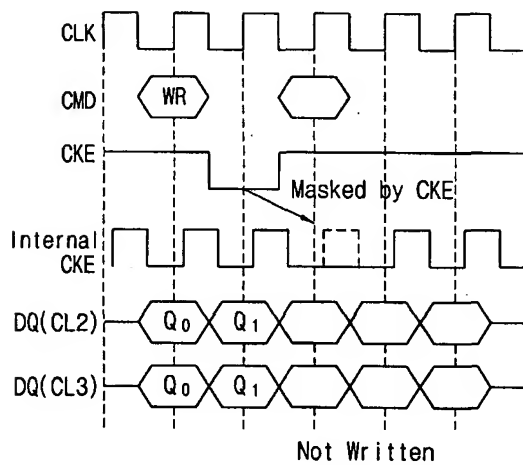 CLK
CMD WR
CKE
Masked by CKE
Internal
CKE
DQ(CL2) Q0 Q1
DQ(CL3) Q0 Q1
Not Written